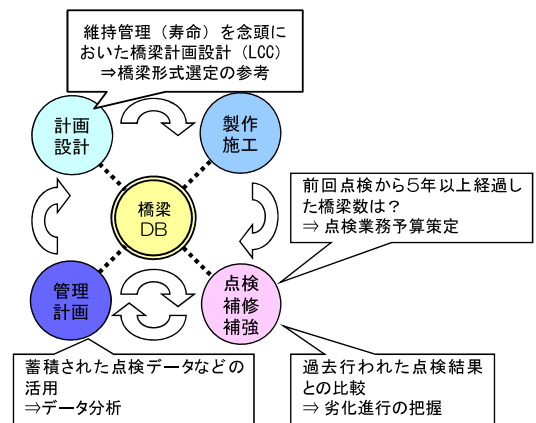 維持管理（寿命）を念頭に
おいた橋梁計画設計（LCC）
⇒橋梁形式選定の参考
計画
設計
製作
施工
橋梁
DB
前回点検から5年以上経過し
た橋梁数は？
⇒ 点検業務予算策定
管理
計画
点検
補修
補強
蓄積された点検データなどの
活用
⇒データ分析
過去行われた点検結果
との比較
⇒ 劣化進行の把握